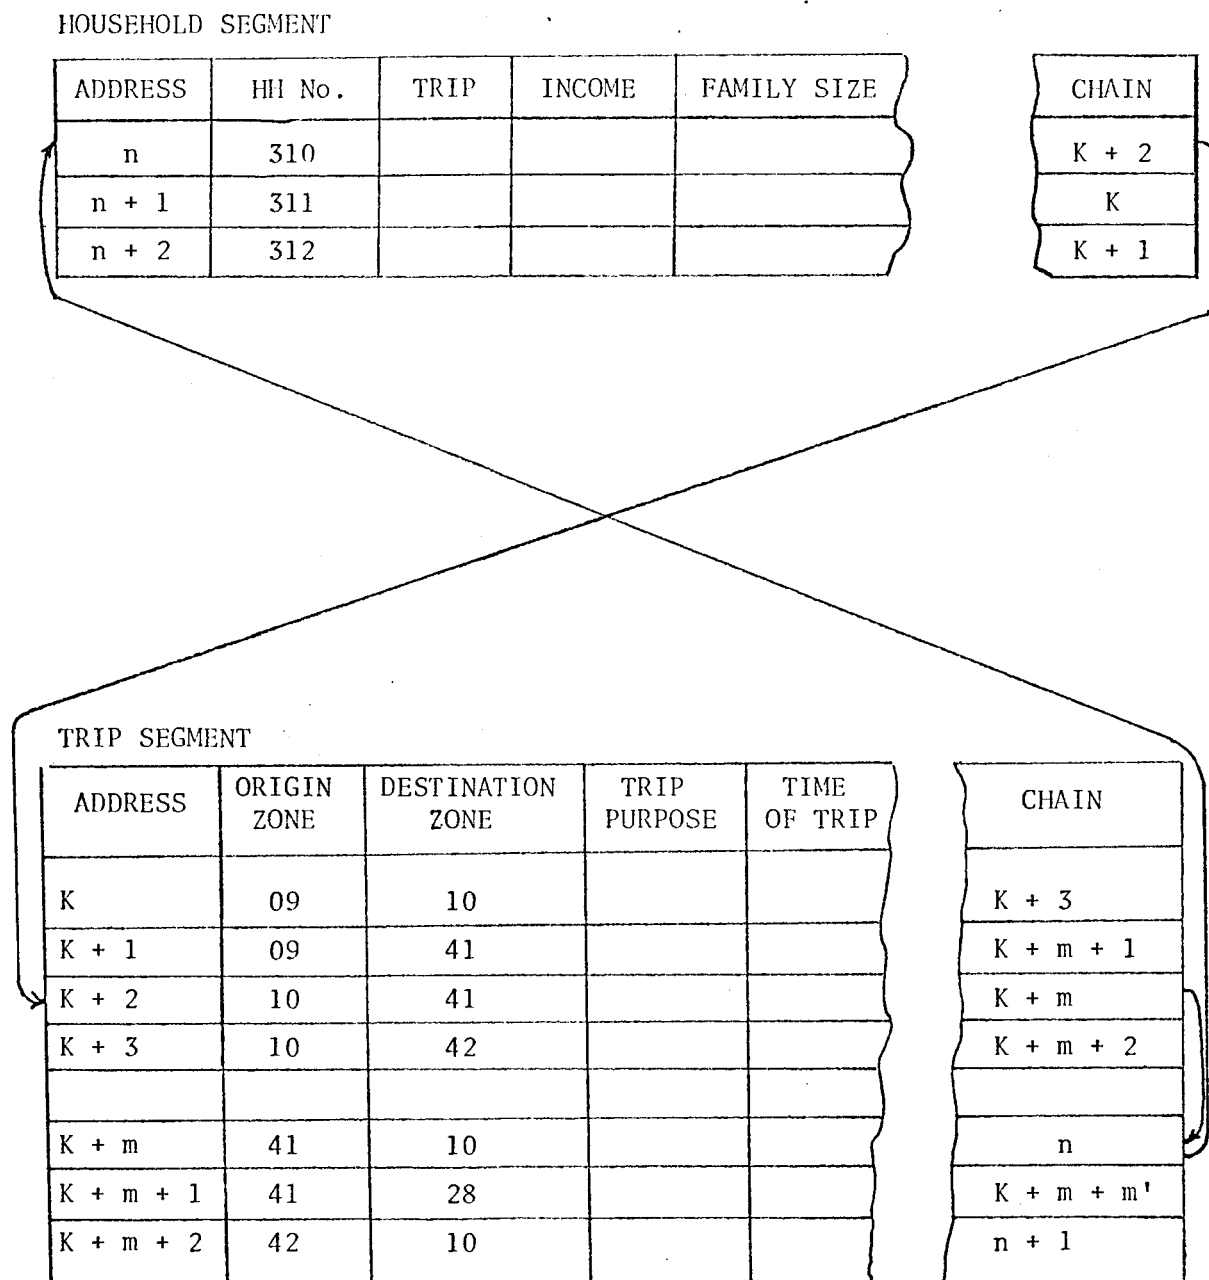 HOUSEHOLD SEGMENT
ADDRESS HH No. TRIP INCOME FAMILY SIZE CHAIN
n 310 K + 2
n + 1 311 K
n + 2 312 K + 1
TRIP SEGMENT
ADDRESS ORIGIN ZONE DESTINATION ZONE TRIP PURPOSE TIME OF TRIP CHAIN
K 09 10 K + 3
K + 1 09 41 K + m + 1
K + 2 10 41 K + m
K + 3 10 42 K + m + 2
K + m 41 10 n
K + m + 1 41 28 K + m + m'
K + m + 2 42 10 n + 1